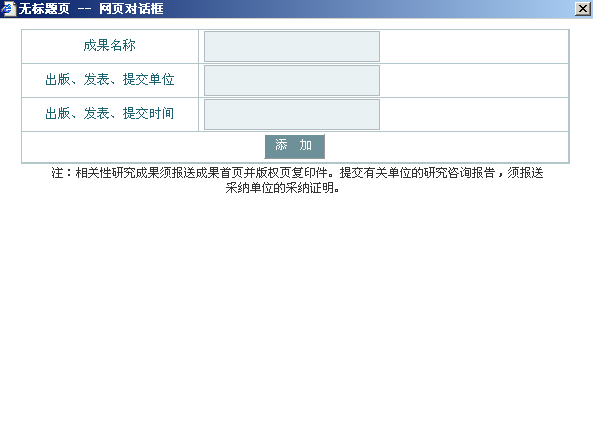 无标题页 -- 网页对话框
成果名称
出版、发表、提交单位
出版、发表、提交时间
添 加
注：相关性研究成果须报送成果首页并版权页复印件。提交有关单位的研究咨询报告，须报送
采纳单位的采纳证明。